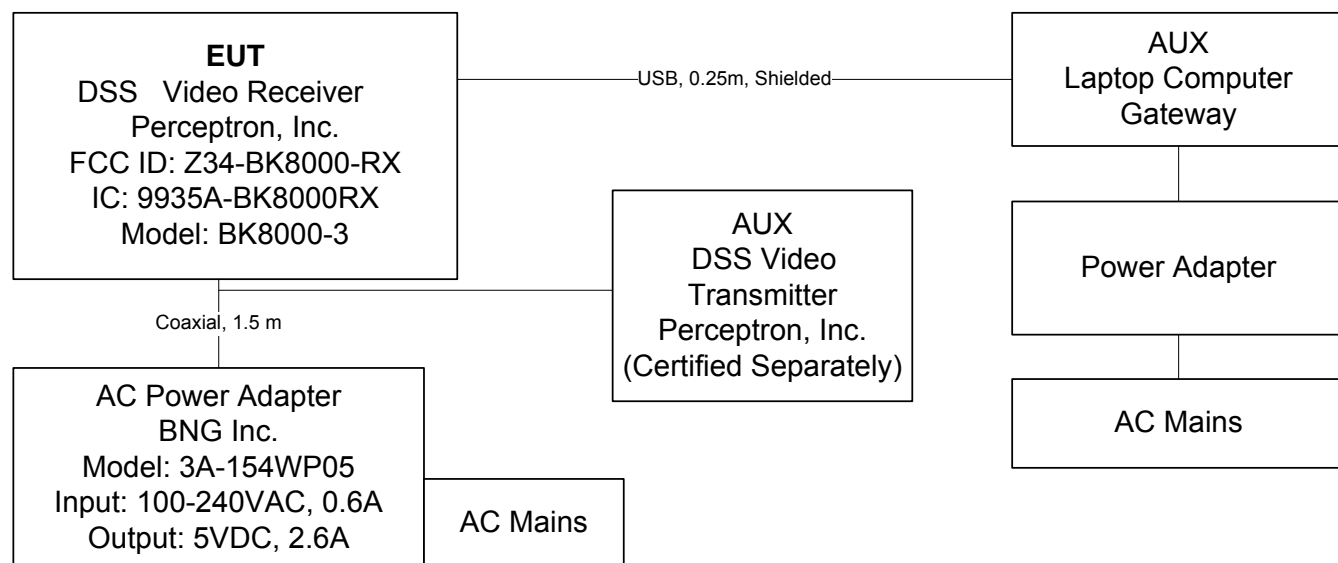 EUT
DSS Video Receiver
Perceptron, Inc.
FCC ID: Z34-BK8000-RX
IC: 9935A-BK8000RX
Model: BK8000-3
USB, 0.25m, Shielded
AUX
Laptop Computer
Gateway
AUX
DSS Video
Transmitter
Perceptron, Inc.
(Certified Separately)
Power Adapter
Coaxial, 1.5 m
AC Power Adapter
BNG Inc.
Model: 3A-154WP05
Input: 100-240VAC, 0.6A
Output: 5VDC, 2.6A
AC Mains
AC Mains